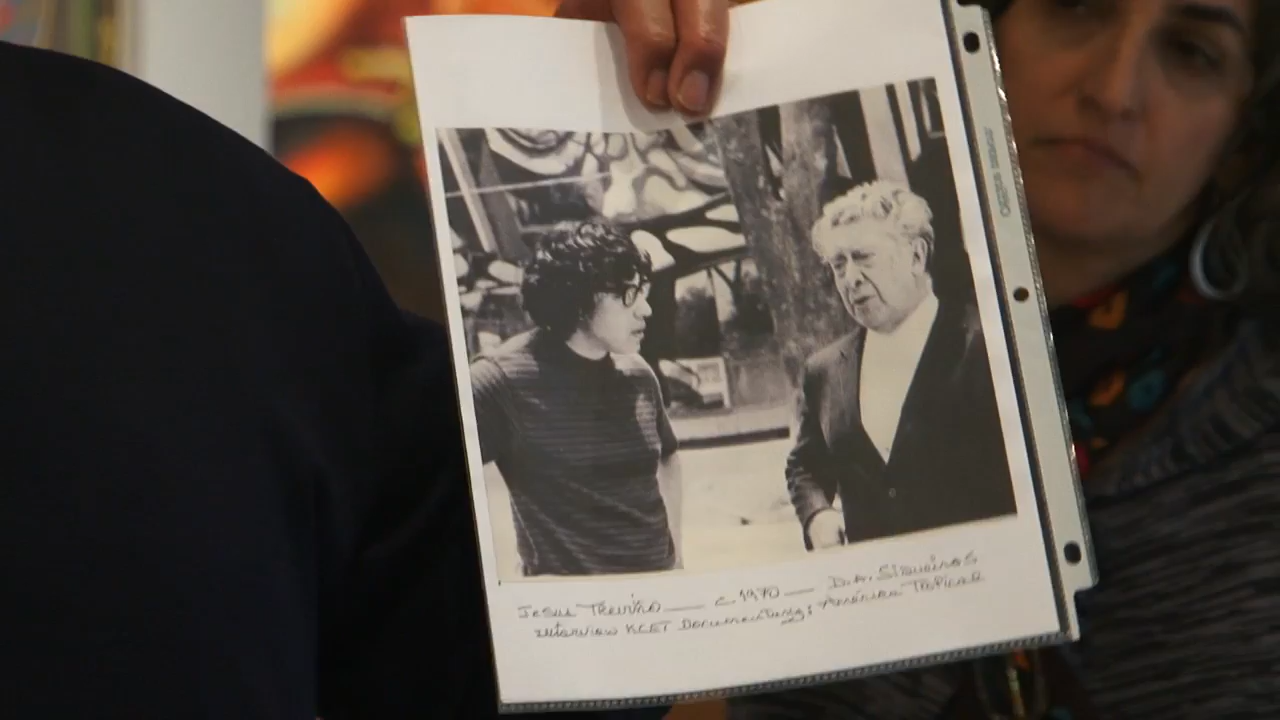 Jesus Treviño — c 1970 — D.A. Siqueiros
interview KCET Documentary: América Tropical